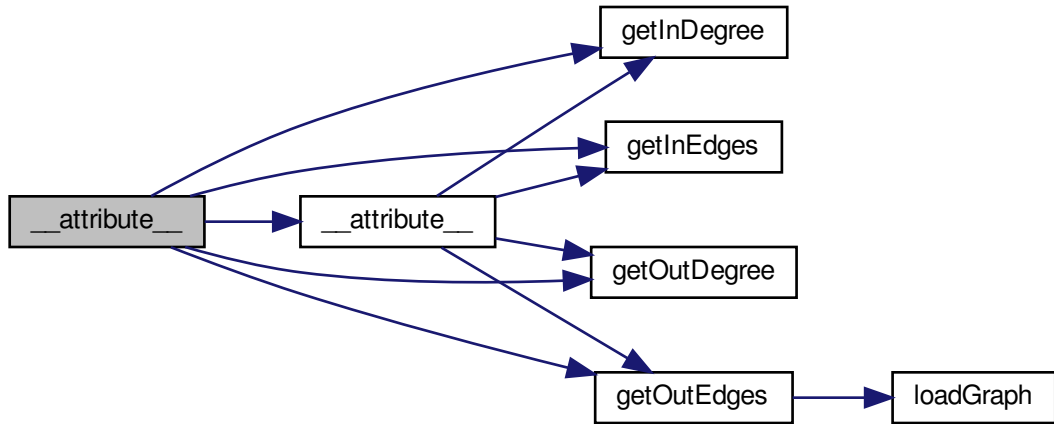 getInDegree
getInEdges
__attribute__
__attribute__
getOutDegree
getOutEdges
loadGraph